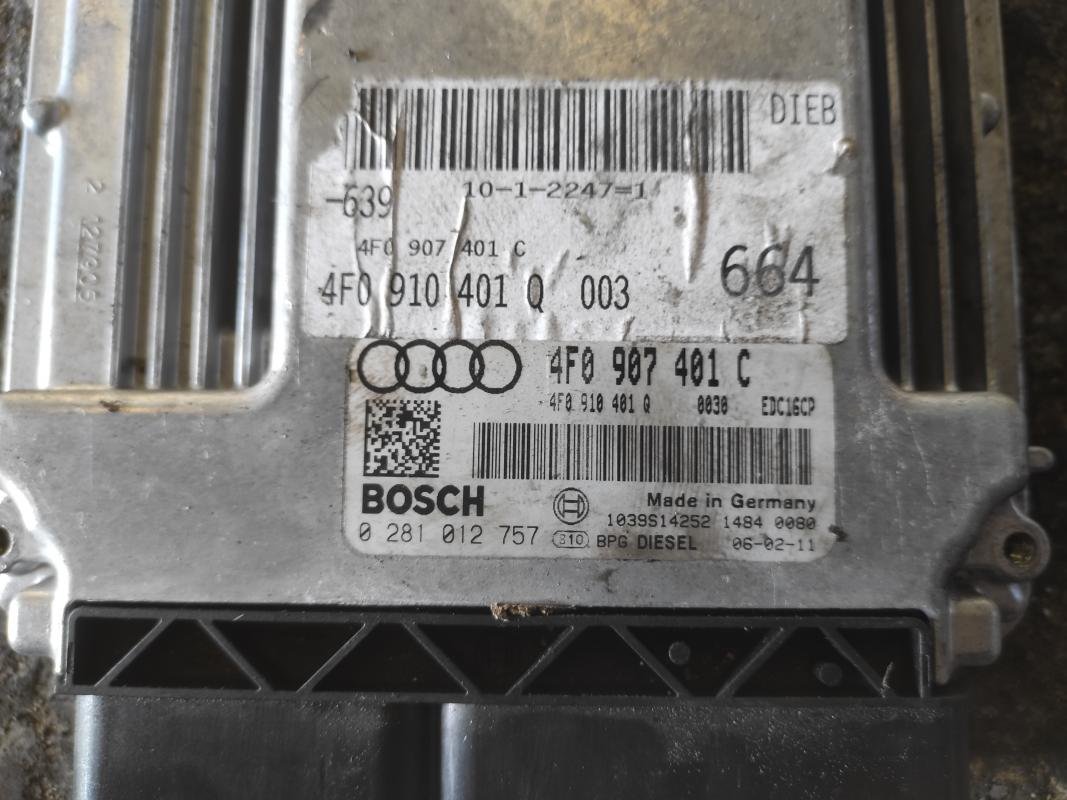 DIEB
10-1-2247=1
-639
4F0 907 401 C
4F0 910 401 Q 003
664
4F0 907 401 C
4F0 910 401 Q 0030 EDC16CP
BOSCH
Made in Germany
1039S14252 1484 0080
0 281 012 757 S10 BPG DIESEL 06-02-11